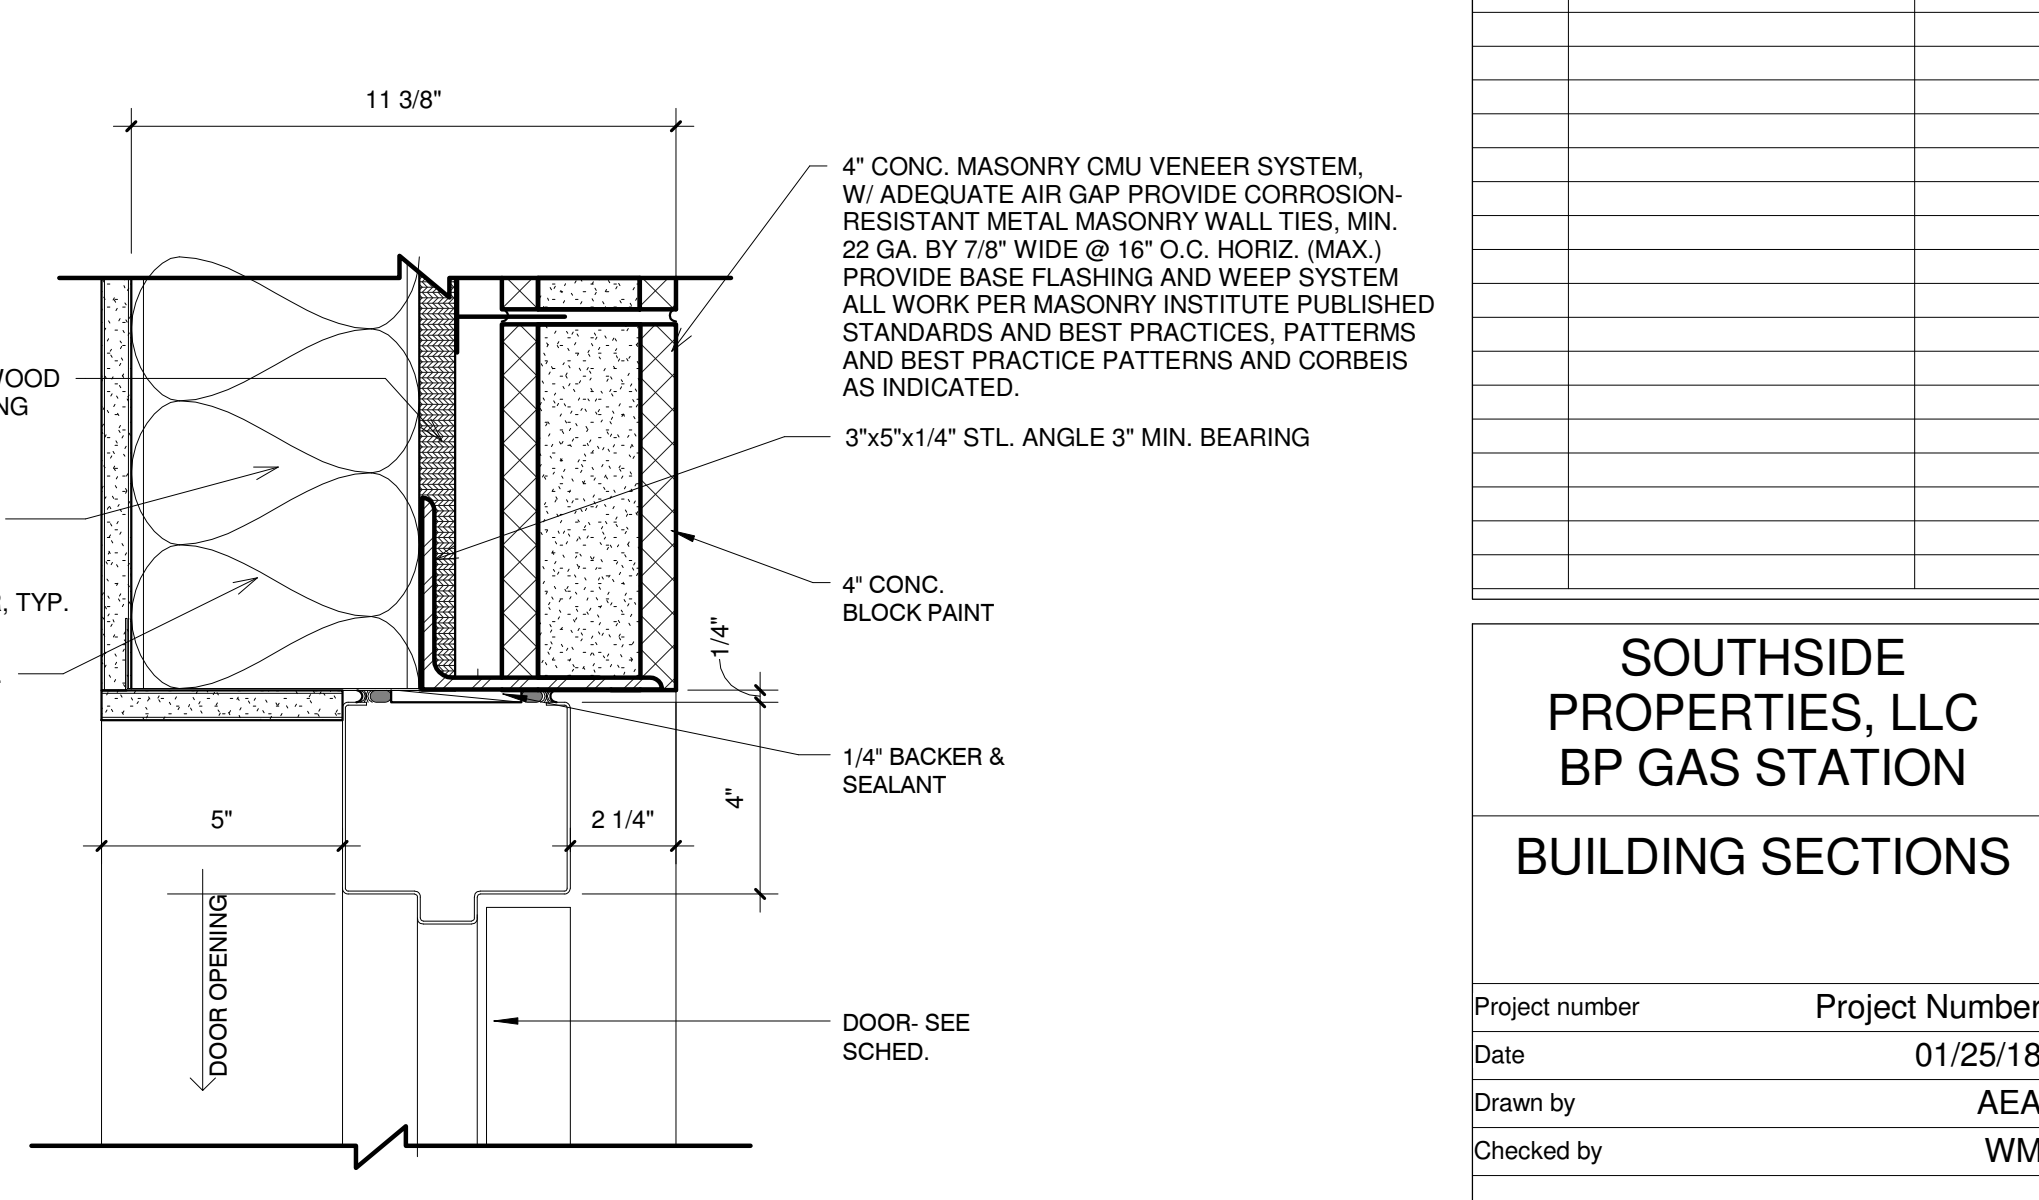 11 3/8"
4" CONC. MASONRY CMU VENEER SYSTEM,
W/ ADEQUATE AIR GAP PROVIDE CORROSION-
RESISTANT METAL MASONRY WALL TIES, MIN.
22 GA. BY 7/8" WIDE @ 16" O.C. HORIZ. (MAX.)
PROVIDE BASE FLASHING AND WEEP SYSTEM
ALL WORK PER MASONRY INSTITUTE PUBLISHED
STANDARDS AND BEST PRACTICES, PATTERMS
AND BEST PRACTICE PATTERNS AND CORBEIS
AS INDICATED.
3"x5"x1/4" STL. ANGLE 3" MIN. BEARING
4" CONC.
BLOCK PAINT
1/4"
1/4" BACKER &
SEALANT
4"
5"
2 1/4"
DOOR OPENING
DOOR- SEE
SCHED.
TYP.
SOUTHSIDE
PROPERTIES, LLC
BP GAS STATION
BUILDING SECTIONS
Project number Project Number
Date 01/25/18
Drawn by AEA
Checked by WM